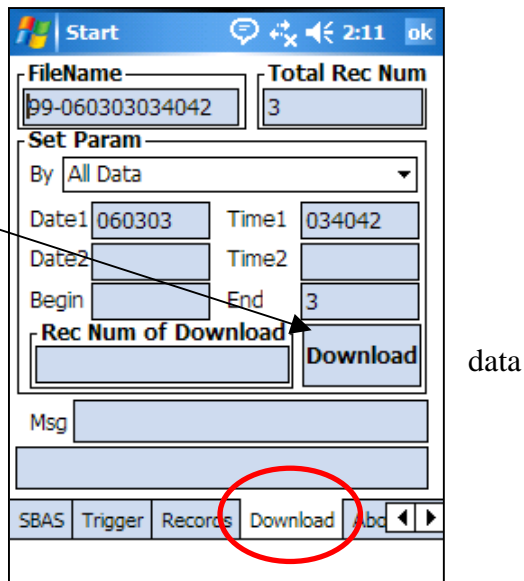 Start 2:11 ok
FileName Total Rec Num
99-060303034042 3
Set Param
By All Data
Date1 060303 Time1 034042
Date2 Time2
Begin End 3
Rec Num of Download
Download
data
Msg
SBAS Trigger Records Download Abo